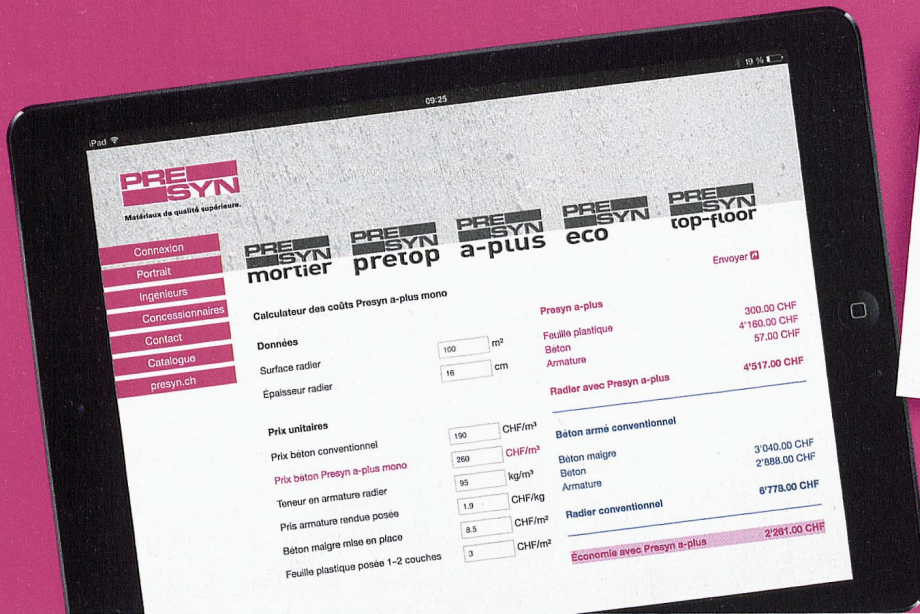 iPad
09:25
19 %
PRE
SYN
Matériaux de qualité supérieure.
PRE
SYN
mortier
PRE
SYN
pretop
PRE
SYN
a-plus
PRE
SYN
eco
PRE
SYN
top-floor
Connexion
Portrait
Ingenieurs
Concessionnaires
Contact
Catalogue
presyn.ch
Envoyer
Calculateur des coûts Presyn a-plus mono
Données
Surface radier 100 m²
Épaisseur radier 16 cm
Prix unitaires
Prix béton conventionnel 190 CHF/m³
Prix béton Presyn a-plus mono 260 CHF/m³
Teneur en armature radier 95 kg/m³
Pris armature rendue posée 1.9 CHF/kg
Béton maigre mise en place 8.5 CHF/m²
Feuille plastique posée 1–2 couches 3 CHF/m²
Presyn a-plus
Feuille plastique 300.00 CHF
Béton 4'160.00 CHF
Armature 57.00 CHF
Radier avec Presyn a-plus 4'517.00 CHF
Béton armé conventionnel
Béton maigre
Béton 3'040.00 CHF
Armature 2'888.00 CHF
Radier conventionnel 6'778.00 CHF
Économie avec Presyn a-plus 2'261.00 CHF